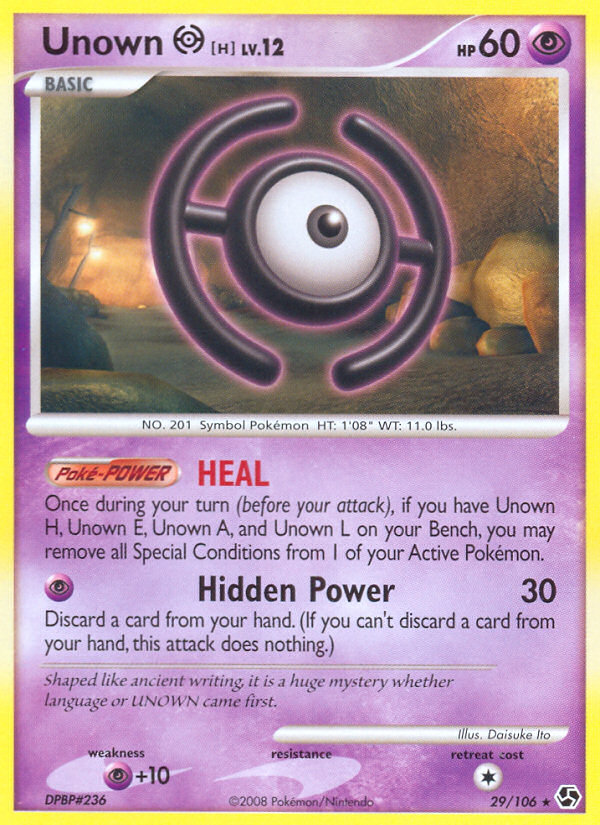 Unown [H] LV.12 HP 60
BASIC
NO. 201 Symbol Pokémon HT: 1'08" WT: 11.0 lbs.
Poké-POWER HEAL
Once during your turn (before your attack), if you have Unown
H, Unown E, Unown A, and Unown L on your Bench, you may
remove all Special Conditions from 1 of your Active Pokémon.
Hidden Power 30
Discard a card from your hand. (If you can't discard a card from
your hand, this attack does nothing.)
Shaped like ancient writing, it is a huge mystery whether
language or UNOWN came first.
Illus. Daisuke Ito
weakness resistance retreat cost
+10
DPBP#236 ©2008 Pokémon/Nintendo 29/106